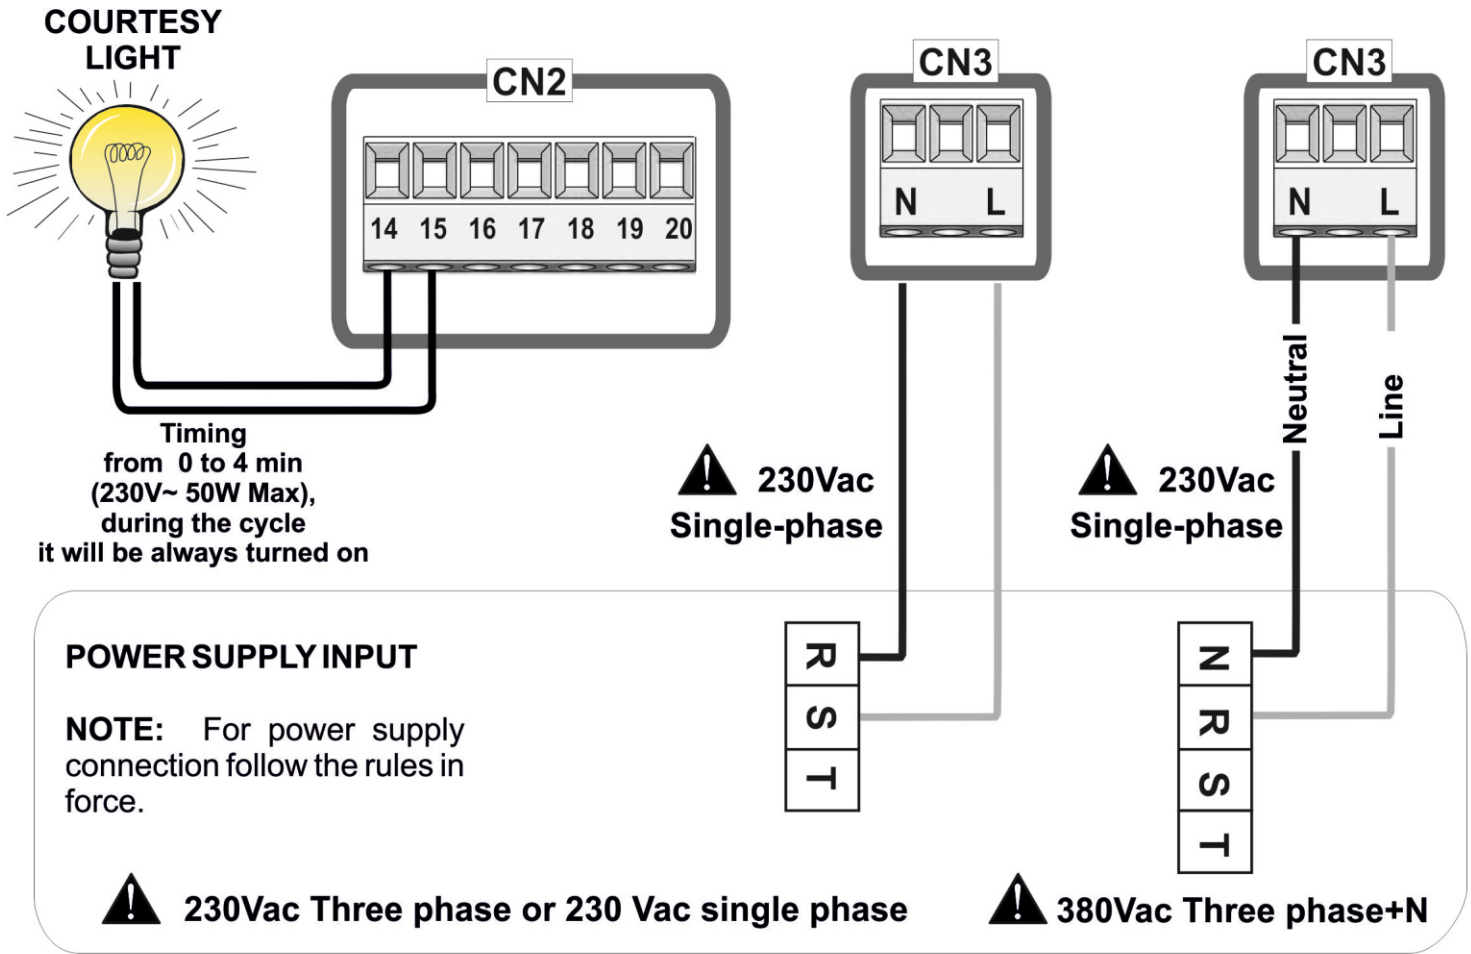 COURTESY
LIGHT
CN2
14 15 16 17 18 19 20
Timing
from 0 to 4 min
(230V~ 50W Max),
during the cycle
it will be always turned on
CN3
N L
! 230Vac
Single-phase
CN3
N L
Neutral
Line
! 230Vac
Single-phase
POWER SUPPLY INPUT
NOTE: For power supply
connection follow the rules in
force.
R
S
T
N
R
S
T
! 230Vac Three phase or 230 Vac single phase
! 380Vac Three phase+N